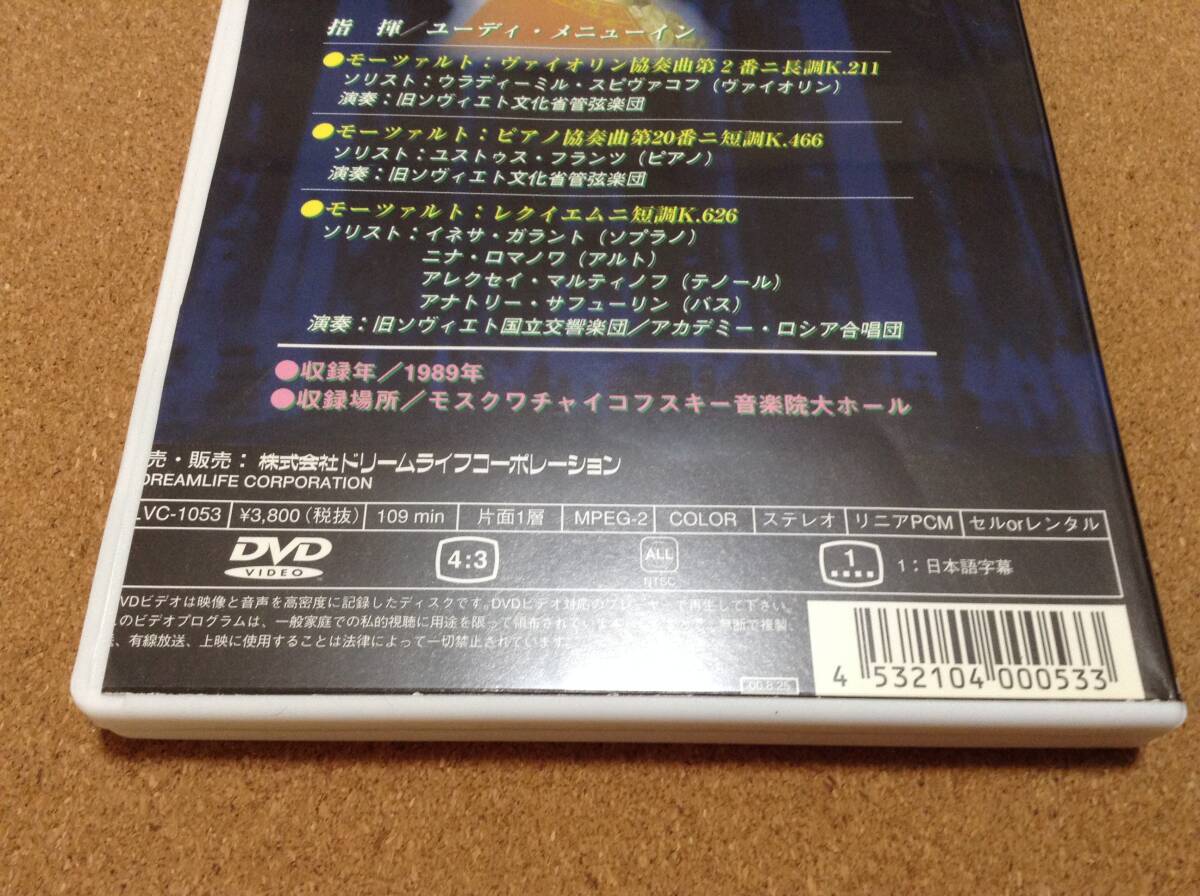 指 揮／ユーディ・メニューイン
●モーツァルト：ヴァイオリン協奏曲第2番ニ長調K.211
ソリスト：ウラディーミル・スピヴァコフ（ヴァイオリン）
演奏：旧ソヴィエト文化省管弦楽団
●モーツァルト：ピアノ協奏曲第20番ニ短調K.466
ソリスト：ユストゥス・フランツ（ピアノ）
演奏：旧ソヴィエト文化省管弦楽団
●モーツァルト：レクイエムニ短調K.626
ソリスト：イネサ・ガラント（ソプラノ）
ニナ・ロマノワ（アルト）
アレクセイ・マルティノフ（テノール）
アナトリー・サフューリン（バス）
演奏：旧ソヴィエト国立交響楽団／アカデミー・ロシア合唱団
●収録年／1989年
●収録場所／モスクワチャイコフスキー音楽院大ホール
売・販売：株式会社ドリームライフコーポレーション
DREAMLIFE CORPORATION
LVC-1053 ¥3,800（税抜） 109 min 片面1層 MPEG-2 COLOR ステレオ リニアPCM セルorレンタル
DVD VIDEO 4:3 ALL NTSC 1 1：日本語字幕
DVDビデオは映像と音声を高密度に記録したディスクです。DVDビデオ対応のプレーヤーで再生して下さい。
のビデオプログラムは、一般家庭での私的視聴に用途を限って頒布されています 無断で複製
、有線放送、上映に使用することは法律によって一切禁止されています。
06.8.25
4 532104 000533